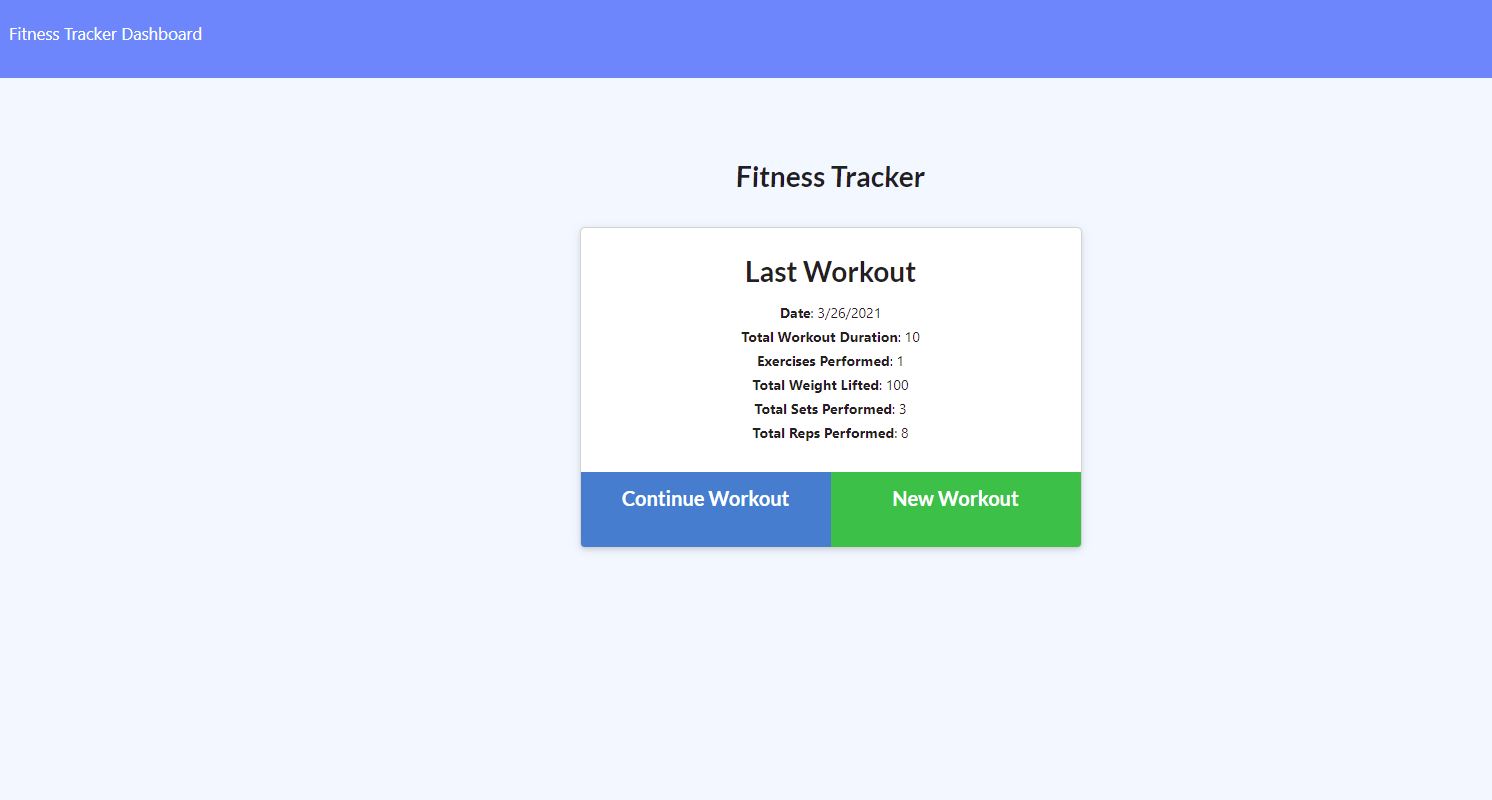 Fitness Tracker Dashboard
Fitness Tracker
Last Workout
Date: 3/26/2021
Total Workout Duration: 10
Exercises Performed: 1
Total Weight Lifted: 100
Total Sets Performed: 3
Total Reps Performed: 8
Continue Workout New Workout